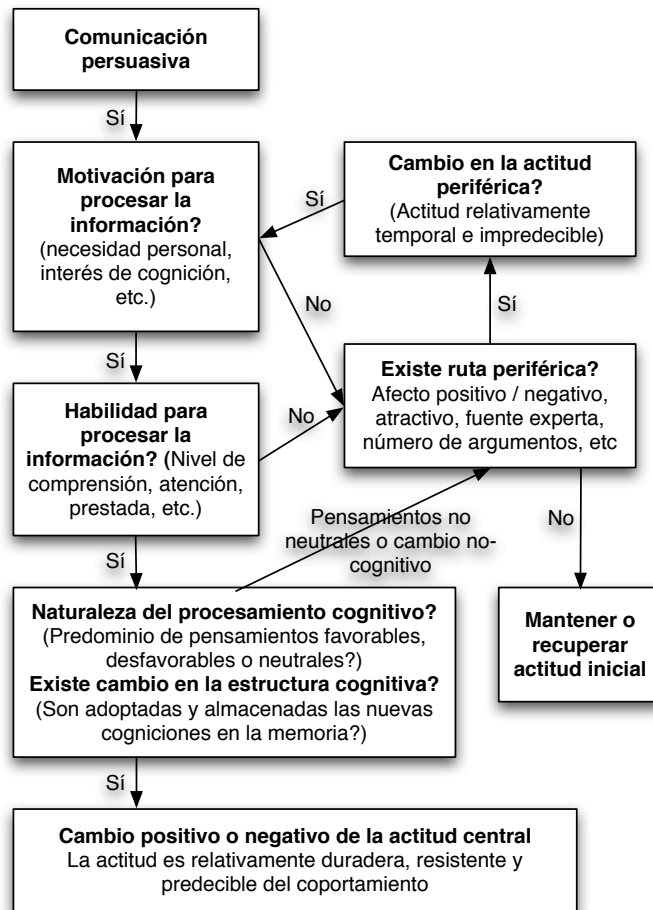 Comunicación
persuasiva
Sí
Motivación para
procesar la
información?
(necesidad personal,
interés de cognición,
etc.)
Cambio en la actitud
periférica?
(Actitud relativamente
temporal e impredecible)
Sí
No
Sí
Sí
Existe ruta periférica?
Afecto positivo / negativo,
atractivo, fuente experta,
número de argumentos, etc
Habilidad para
procesar la
información? (Nivel de
comprensión, atención,
prestada, etc.)
No
Pensamientos no
neutrales o cambio no-
cognitivo
No
Sí
Naturaleza del procesamiento cognitivo?
(Predominio de pensamientos favorables,
desfavorables o neutrales?)
Existe cambio en la estructura cognitiva?
(Son adoptadas y almacenadas las nuevas
cogniciones en la memoria?)
Mantener o
recuperar
actitud inicial
Sí
Cambio positivo o negativo de la actitud central
La actitud es relativamente duradera, resistente y
predecible del coportamiento